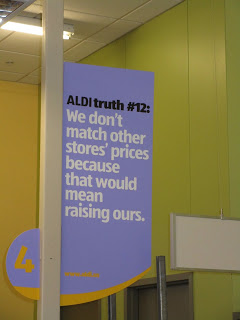 ALDI truth #12:
We don't
match other
stores' prices
because
that would
mean
raising ours.
4